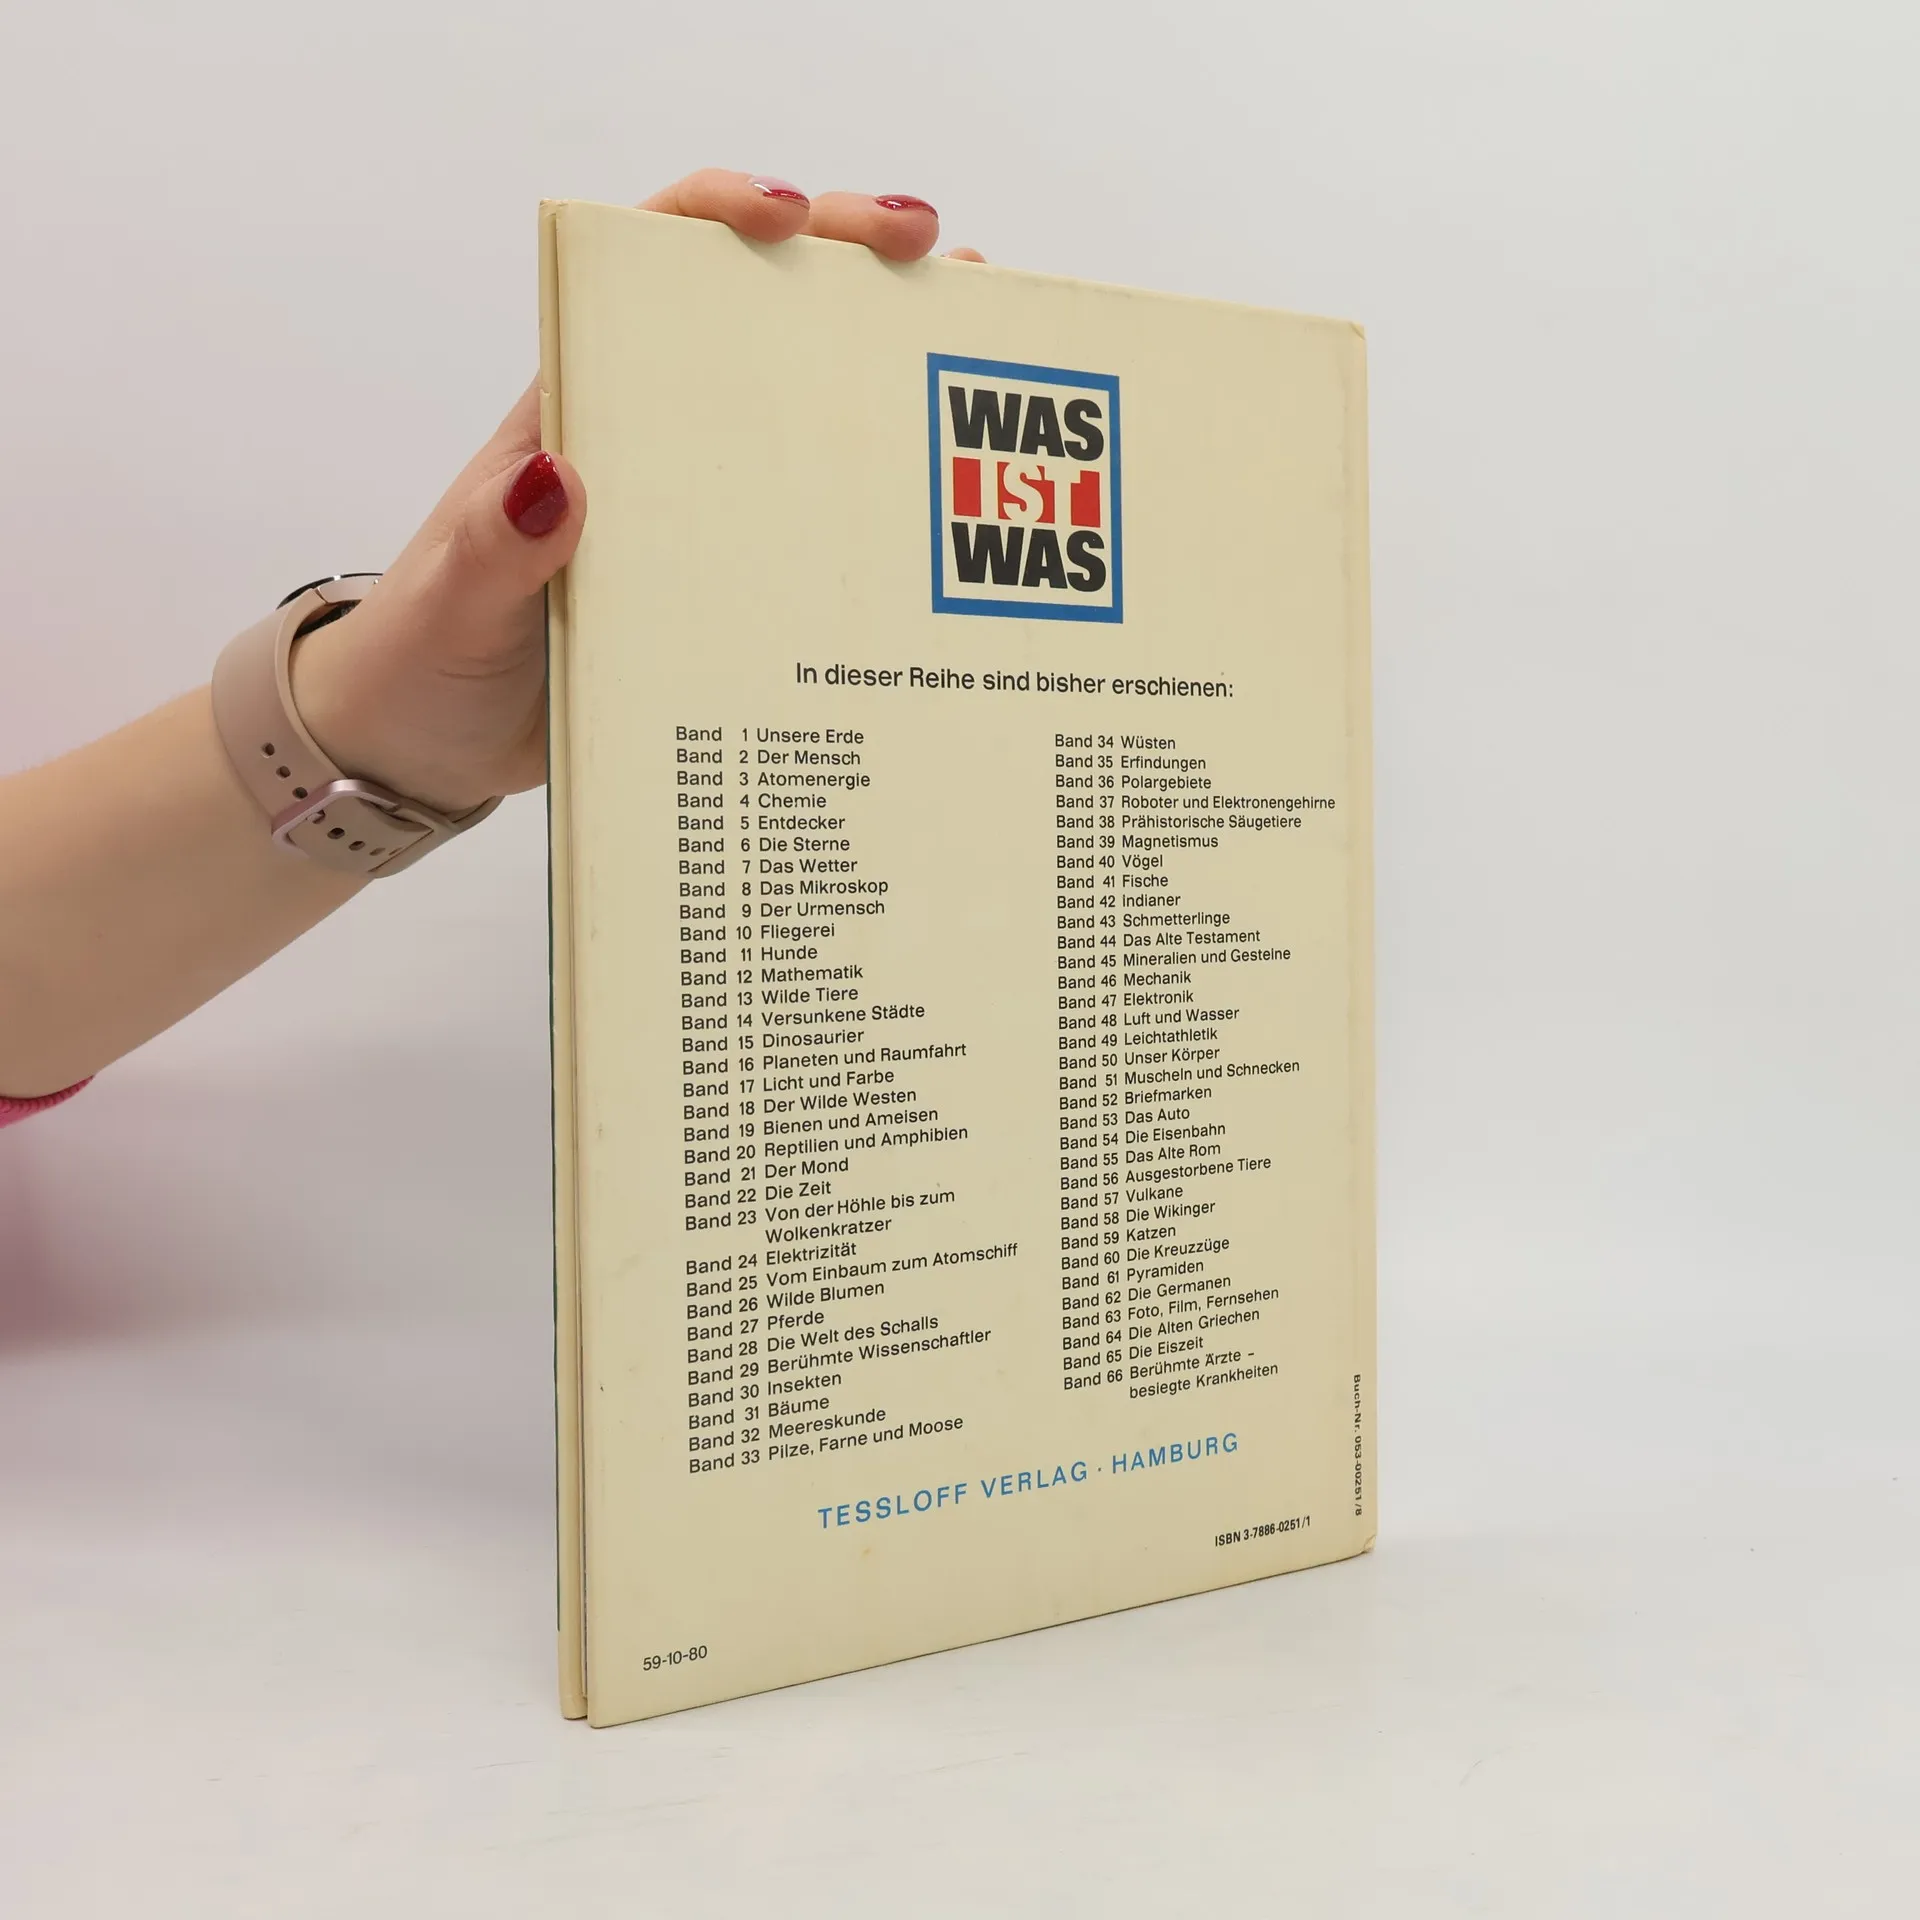 WAS
IST
WAS
In dieser Reihe sind bisher erschienen:
Band 1 Unsere Erde
Band 2 Der Mensch
Band 3 Atomenergie
Band 4 Chemie
Band 5 Entdecker
Band 6 Die Sterne
Band 7 Das Wetter
Band 8 Das Mikroskop
Band 9 Der Urmensch
Band 10 Fliegerei
Band 11 Hunde
Band 12 Mathematik
Band 13 Wilde Tiere
Band 14 Versunkene Städte
Band 15 Dinosaurier
Band 16 Planeten und Raumfahrt
Band 17 Licht und Farbe
Band 18 Der Wilde Westen
Band 19 Bienen und Ameisen
Band 20 Reptilien und Amphibien
Band 21 Der Mond
Band 22 Die Zeit
Band 23 Von der Höhle bis zum
Wolkenkratzer
Band 24 Elektrizität
Band 25 Vom Einbaum zum Atomschiff
Band 26 Wilde Blumen
Band 27 Pferde
Band 28 Die Welt des Schalls
Band 29 Berühmte Wissenschaftler
Band 30 Insekten
Band 31 Bäume
Band 32 Meereskunde
Band 33 Pilze, Farne und Moose
Band 34 Wüsten
Band 35 Erfindungen
Band 36 Polargebiete
Band 37 Roboter und Elektronengehirne
Band 38 Prähistorische Säugetiere
Band 39 Magnetismus
Band 40 Vögel
Band 41 Fische
Band 42 Indianer
Band 43 Schmetterlinge
Band 44 Das Alte Testament
Band 45 Mineralien und Gesteine
Band 46 Mechanik
Band 47 Elektronik
Band 48 Luft und Wasser
Band 49 Leichtathletik
Band 50 Unser Körper
Band 51 Muscheln und Schnecken
Band 52 Briefmarken
Band 53 Das Auto
Band 54 Die Eisenbahn
Band 55 Das Alte Rom
Band 56 Ausgestorbene Tiere
Band 57 Vulkane
Band 58 Die Wikinger
Band 59 Katzen
Band 60 Die Kreuzzüge
Band 61 Pyramiden
Band 62 Die Germanen
Band 63 Foto, Film, Fernsehen
Band 64 Die Alten Griechen
Band 65 Die Eiszeit
Band 66 Berühmte Ärzte –
besiegte Krankheiten
TESSLOFF VERLAG · HAMBURG
Buch-Nr. 053-00251/8
ISBN 3-7886-0251/1
59-10-80